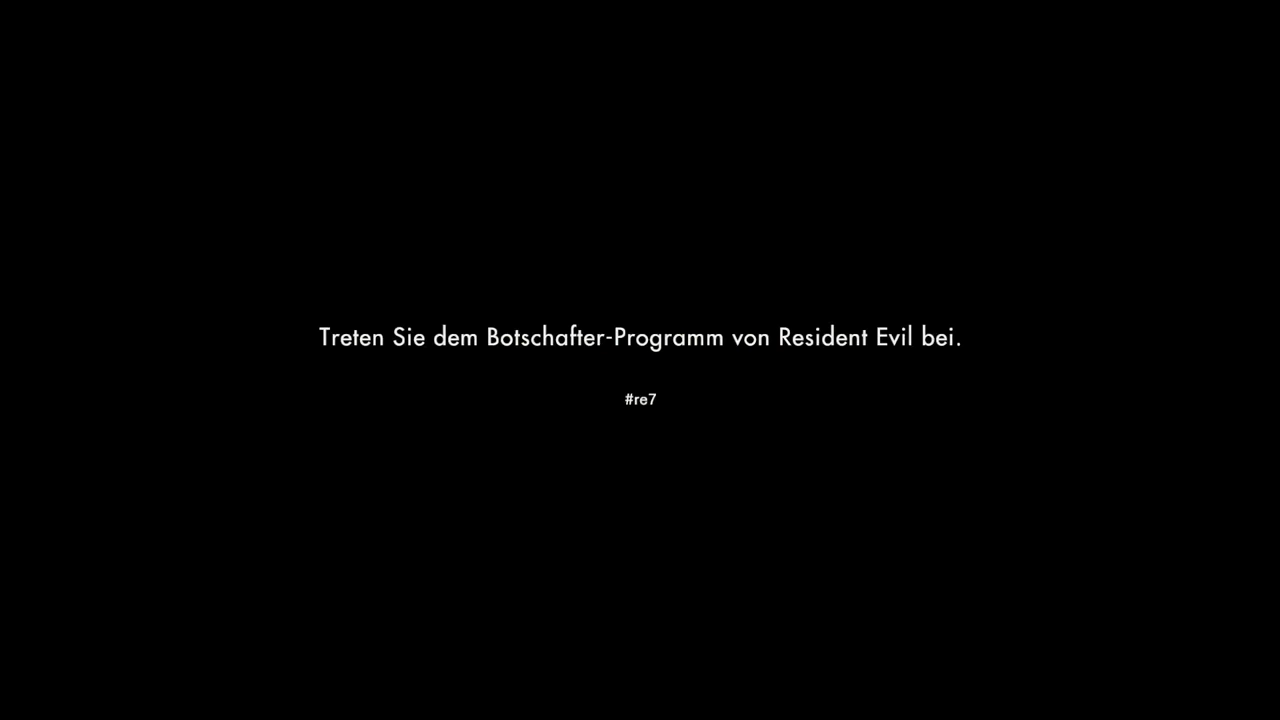 Treten Sie dem Botschafter-Programm von Resident Evil bei.
#re7